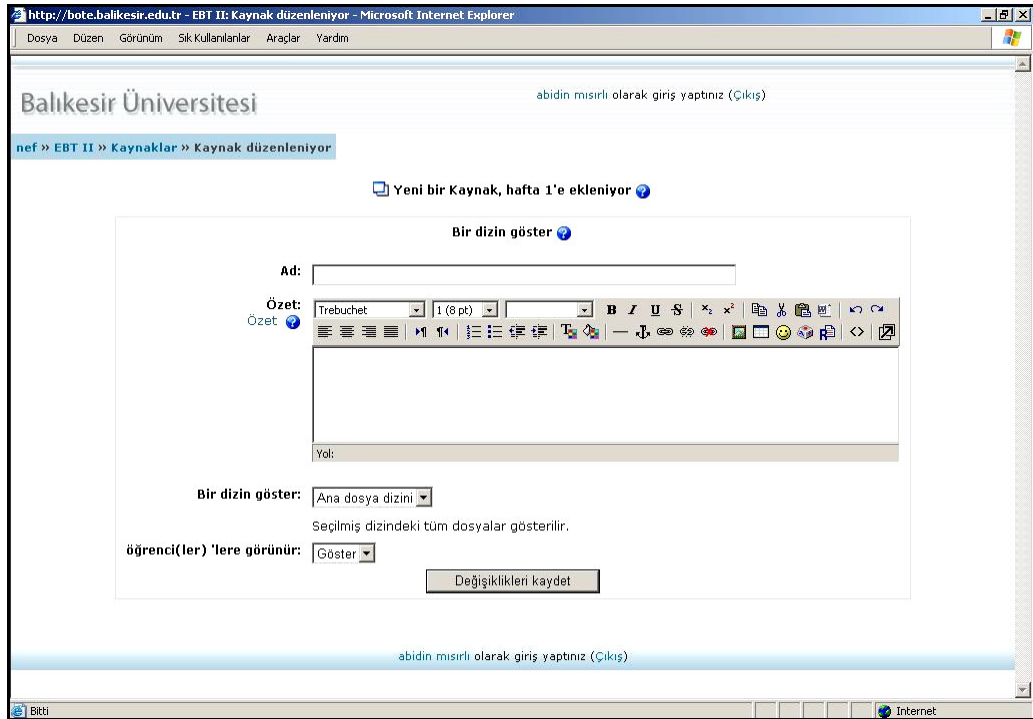 http://bote.balikesir.edu.tr - EBT II: Kaynak düzenleniyor - Microsoft Internet Explorer
Dosya Düzen Görünüm Sık Kullanılanlar Araçlar Yardım
Balıkesir Üniversitesi
abidin mısırlı olarak giriş yaptınız (Çıkış)
nef » EBT II » Kaynaklar » Kaynak düzenleniyor
Yeni bir Kaynak, hafta 1'e ekleniyor
Bir dizin göster
Ad:
Özet:
Özet
Trebuchet 1 (8 pt) B I U S x₂ x²
Yol:
Bir dizin göster: Ana dosya dizini
Seçilmiş dizindeki tüm dosyalar gösterilir.
öğrenci(ler) 'lere görünür: Göster
Değişiklikleri kaydet
abidin mısırlı olarak giriş yaptınız (Çıkış)
Bitti
Internet